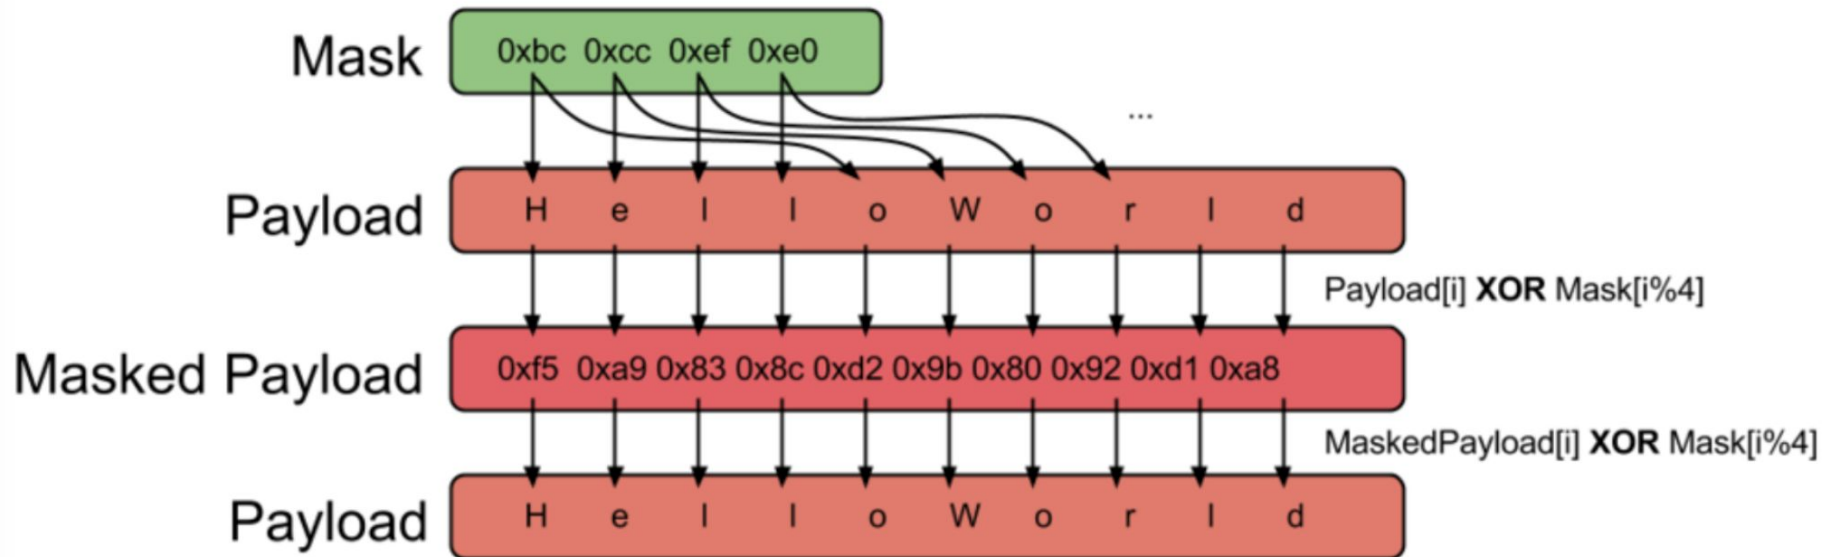 Mask
0xbc 0xcc 0xef 0xe0
...
Payload
H e l l o W o r l d
Payload[i] XOR Mask[i%4]
Masked Payload
0xf5 0xa9 0x83 0x8c 0xd2 0x9b 0x80 0x92 0xd1 0xa8
MaskedPayload[i] XOR Mask[i%4]
Payload
H e l l o W o r l d